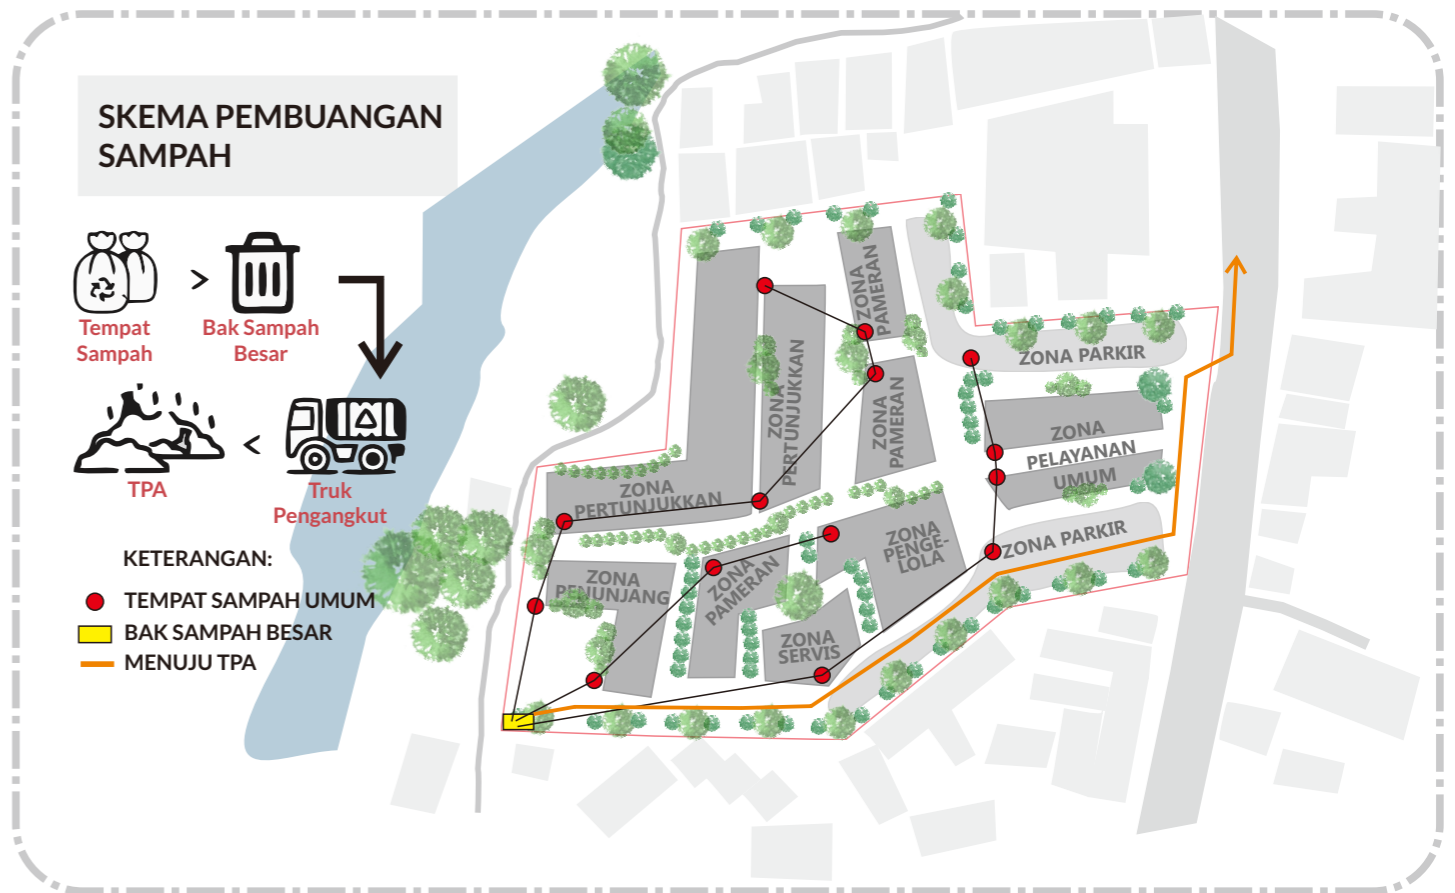 SKEMA PEMBUANGAN
SAMPAH
Tempat
Sampah
>
Bak Sampah
Besar
TPA
<
Truk
Pengangkut
KETERANGAN:
TEMPAT SAMPAH UMUM
BAK SAMPAH BESAR
MENUJU TPA
ZONA
PAMERAN
ZONA PARKIR
ZONA
PERTUNJUKKAN
ZONA
PAMERAN
ZONA
PELAYANAN
UMUM
ZONA
PERTUNJUKKAN
ZONA PARKIR
ZONA
PENGE-
LOLA
ZONA
PENUNJANG
ZONA
PAMERAN
ZONA
SERVIS